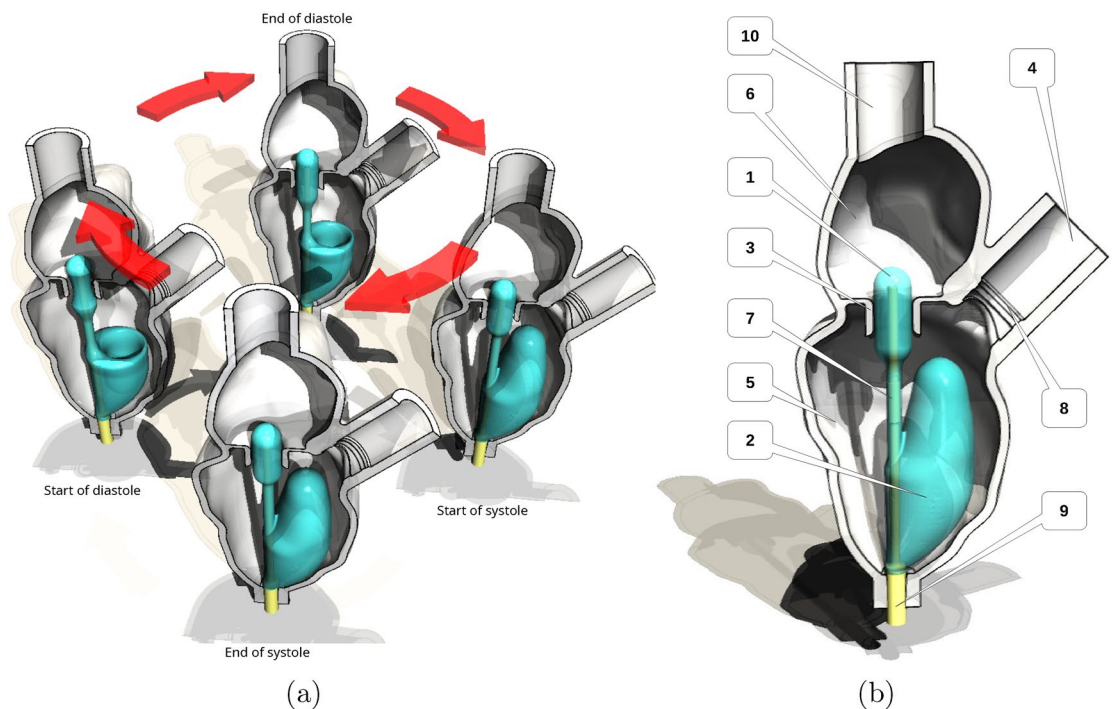 End of diastole
Start of diastole
Start of systole
End of systole
(a)
10
6
4
1
3
7
5
8
2
9
(b)